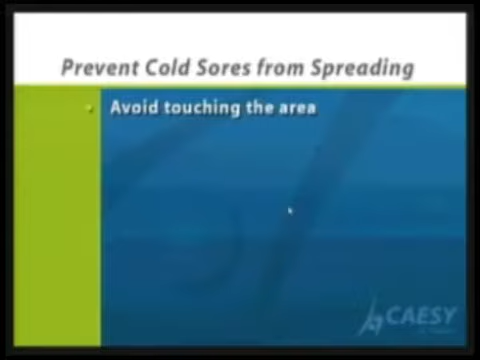 Prevent Cold Sores from Spreading
Avoid touching the area
CAESY